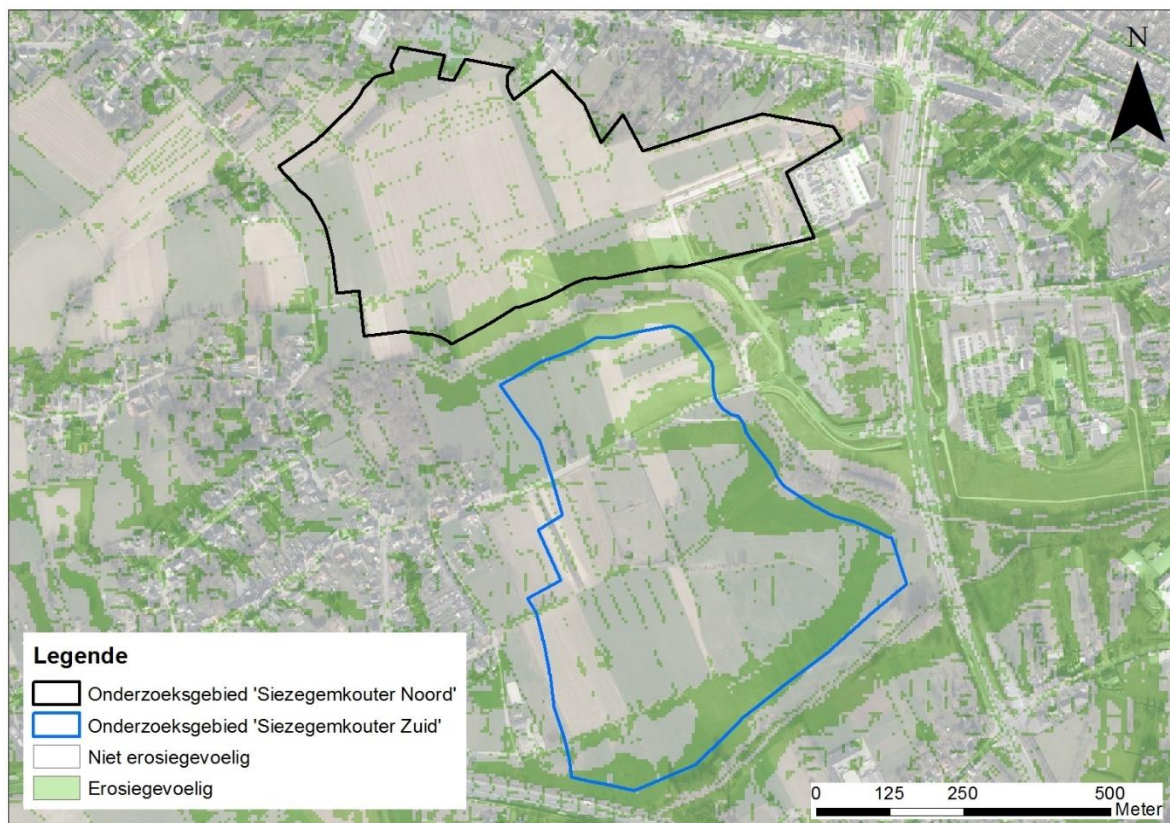 N
Legende
Onderzoeksgebied 'Siezegemkouter Noord'
Onderzoeksgebied 'Siezegemkouter Zuid'
Niet erosiegevoelig
Erosiegevoelig
0 125 250 500
Meter